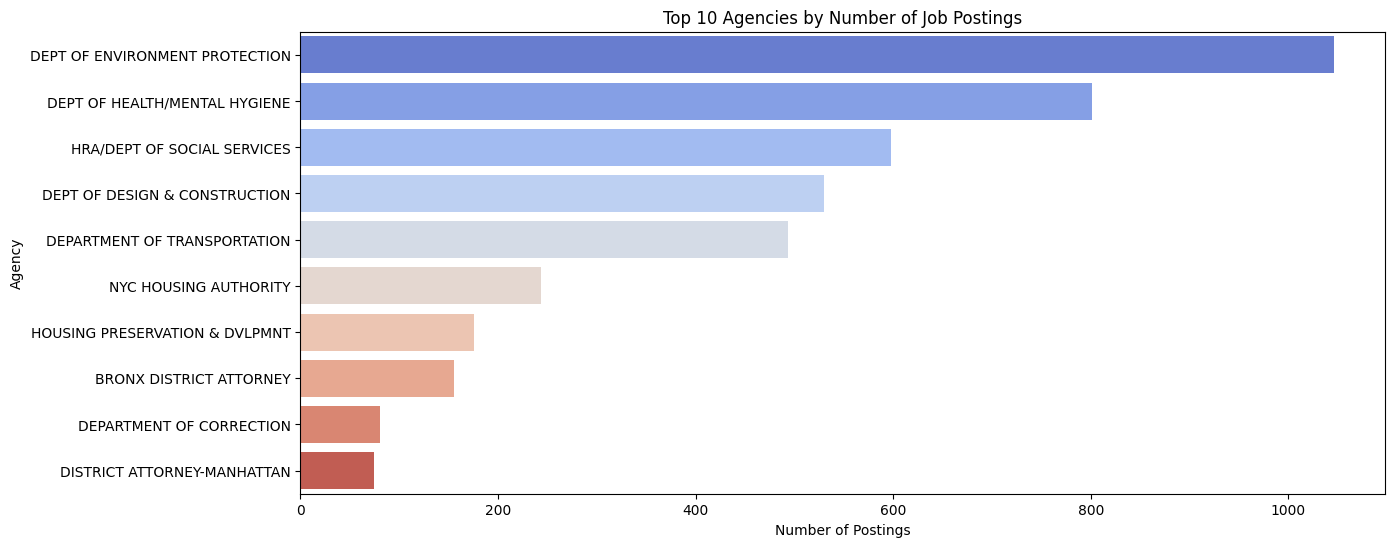 Top 10 Agencies by Number of Job Postings
DEPT OF ENVIRONMENT PROTECTION
DEPT OF HEALTH/MENTAL HYGIENE
HRA/DEPT OF SOCIAL SERVICES
DEPT OF DESIGN & CONSTRUCTION
DEPARTMENT OF TRANSPORTATION
NYC HOUSING AUTHORITY
HOUSING PRESERVATION & DVLPMNT
BRONX DISTRICT ATTORNEY
DEPARTMENT OF CORRECTION
DISTRICT ATTORNEY-MANHATTAN
Agency
0 200 400 600 800 1000
Number of Postings